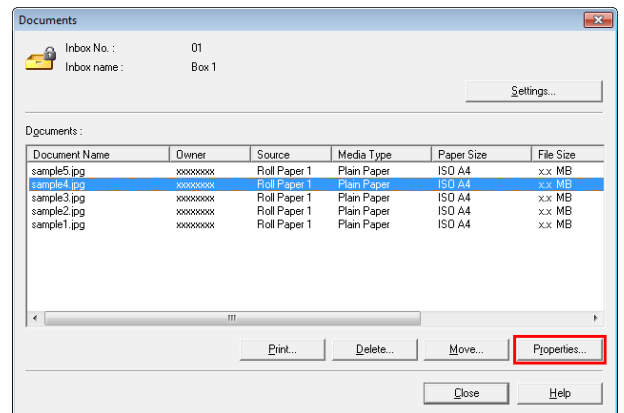 Documents
Inbox No. : 01
Inbox name : Box 1
Settings...
Documents :
Document Name Owner Source Media Type Paper Size File Size
sample5.jpg xxxxxxxx Roll Paper 1 Plain Paper ISO A4 x.x MB
sample4.jpg xxxxxxxx Roll Paper 1 Plain Paper ISO A4 x.x MB
sample3.jpg xxxxxxxx Roll Paper 1 Plain Paper ISO A4 x.x MB
sample2.jpg xxxxxxxx Roll Paper 1 Plain Paper ISO A4 x.x MB
sample1.jpg xxxxxxxx Roll Paper 1 Plain Paper ISO A4 x.x MB
Print... Delete... Move... Properties...
Close Help